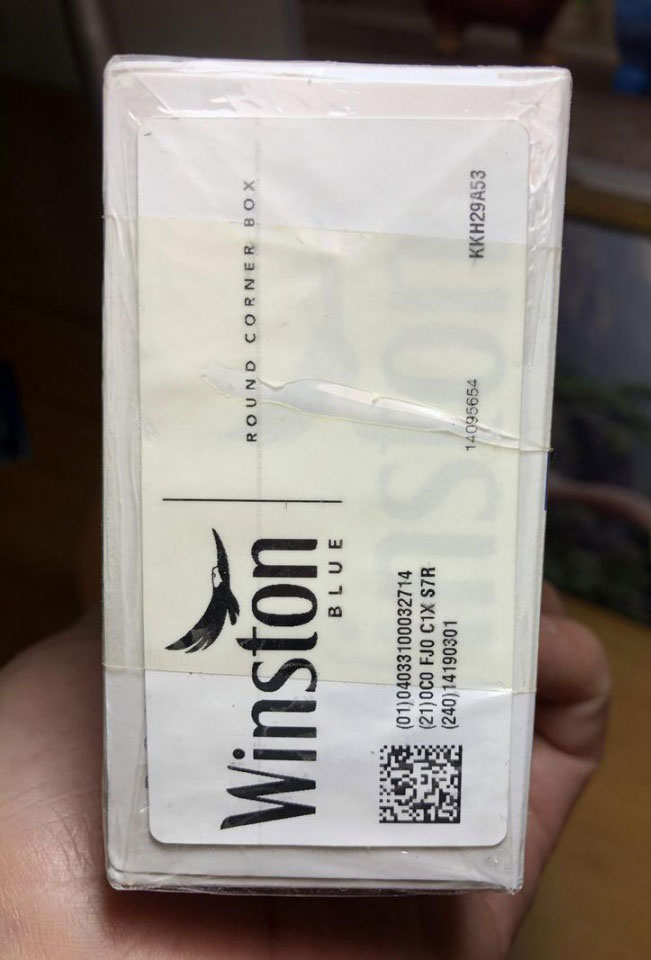 Winston
BLUE
ROUND CORNER BOX
(01)04033100032714
(21)0C0 FJ0 C1X S7R
(240)14190301
14095654
KKH29A53